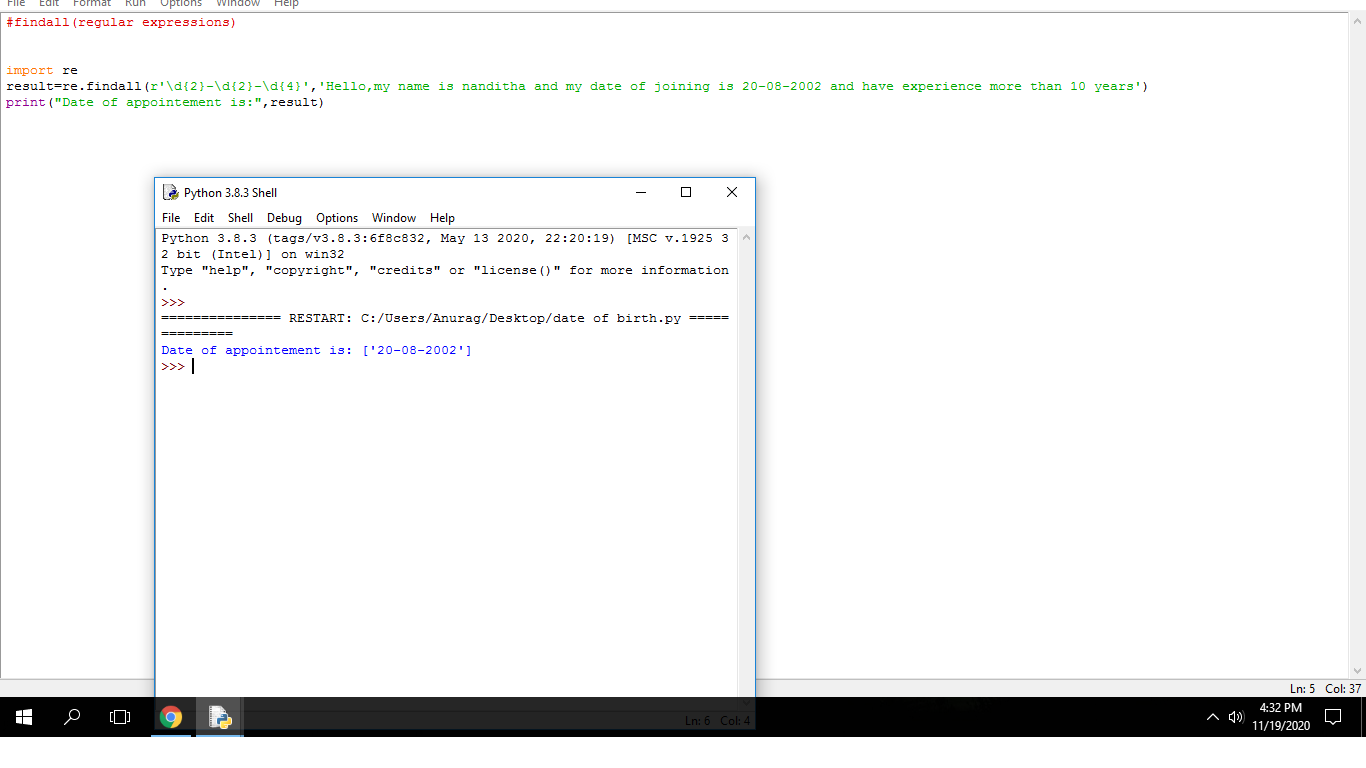 File Edit Format Run Options Window Help
#findall(regular expressions)
import re
result=re.findall(r'\d{2}-\d{2}-\d{4}','Hello,my name is nanditha and my date of joining is 20-08-2002 and have experience more than 10 years')
print("Date of appointement is:",result)
Python 3.8.3 Shell
File Edit Shell Debug Options Window Help
Python 3.8.3 (tags/v3.8.3:6f8c832, May 13 2020, 22:20:19) [MSC v.1925 3
2 bit (Intel)] on win32
Type "help", "copyright", "credits" or "license()" for more information
.
>>>
=============== RESTART: C:/Users/Anurag/Desktop/date of birth.py =====
=========
Date of appointement is: ['20-08-2002']
>>>
Ln: 5 Col: 37
Ln: 6 Col: 4
4:32 PM
11/19/2020